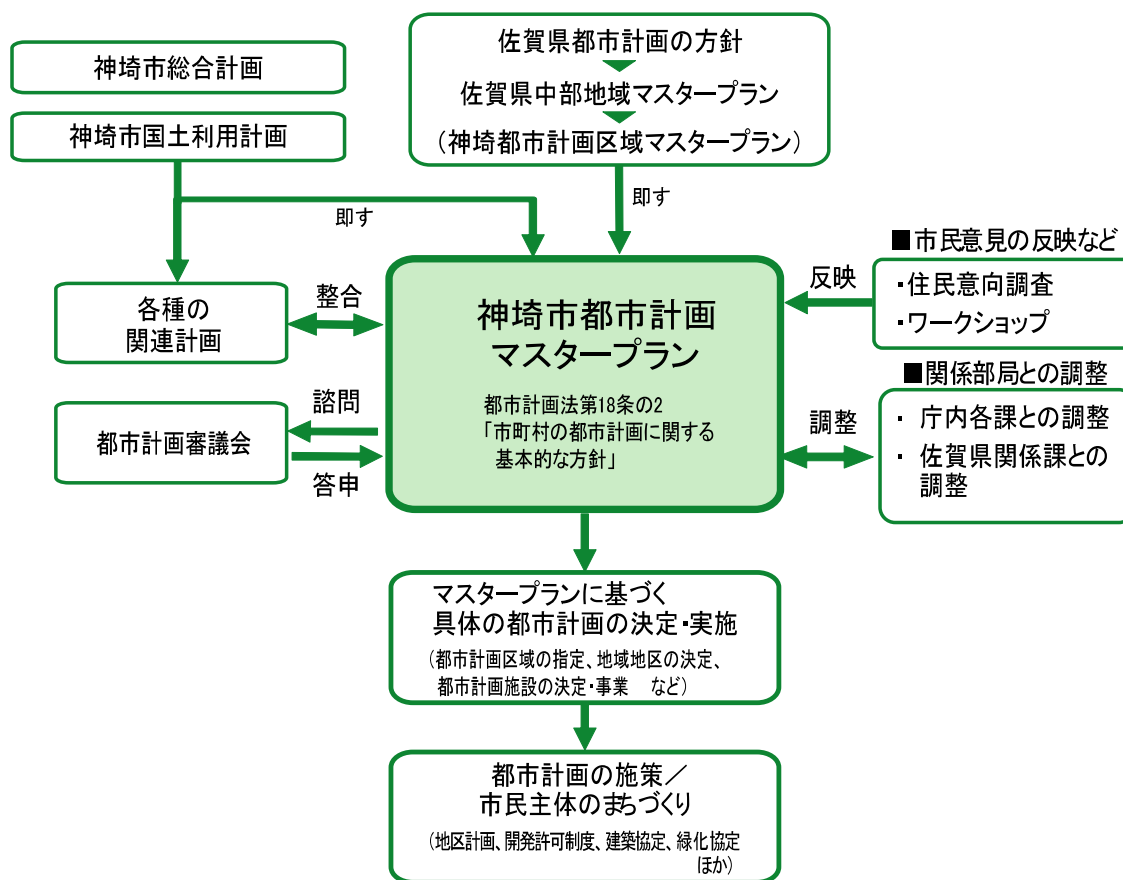 神埼市総合計画
神埼市国土利用計画
佐賀県都市計画の方針
佐賀県中部地域マスタープラン
(神埼都市計画区域マスタープラン)
即す
即す
■市民意見の反映など
・住民意向調査
・ワークショップ
反映
各種の
関連計画
整合
神埼市都市計画
マスタープラン
都市計画法第18条の2
「市町村の都市計画に関する
基本的な方針」
■関係部局との調整
・庁内各課との調整
・佐賀県関係課との
調整
調整
諮問
都市計画審議会
答申
マスタープランに基づく
具体の都市計画の決定・実施
(都市計画区域の指定、地域地区の決定、
都市計画施設の決定・事業 など)
都市計画の施策/
市民主体のまちづくり
(地区計画、開発許可制度、建築協定、緑化協定
ほか)